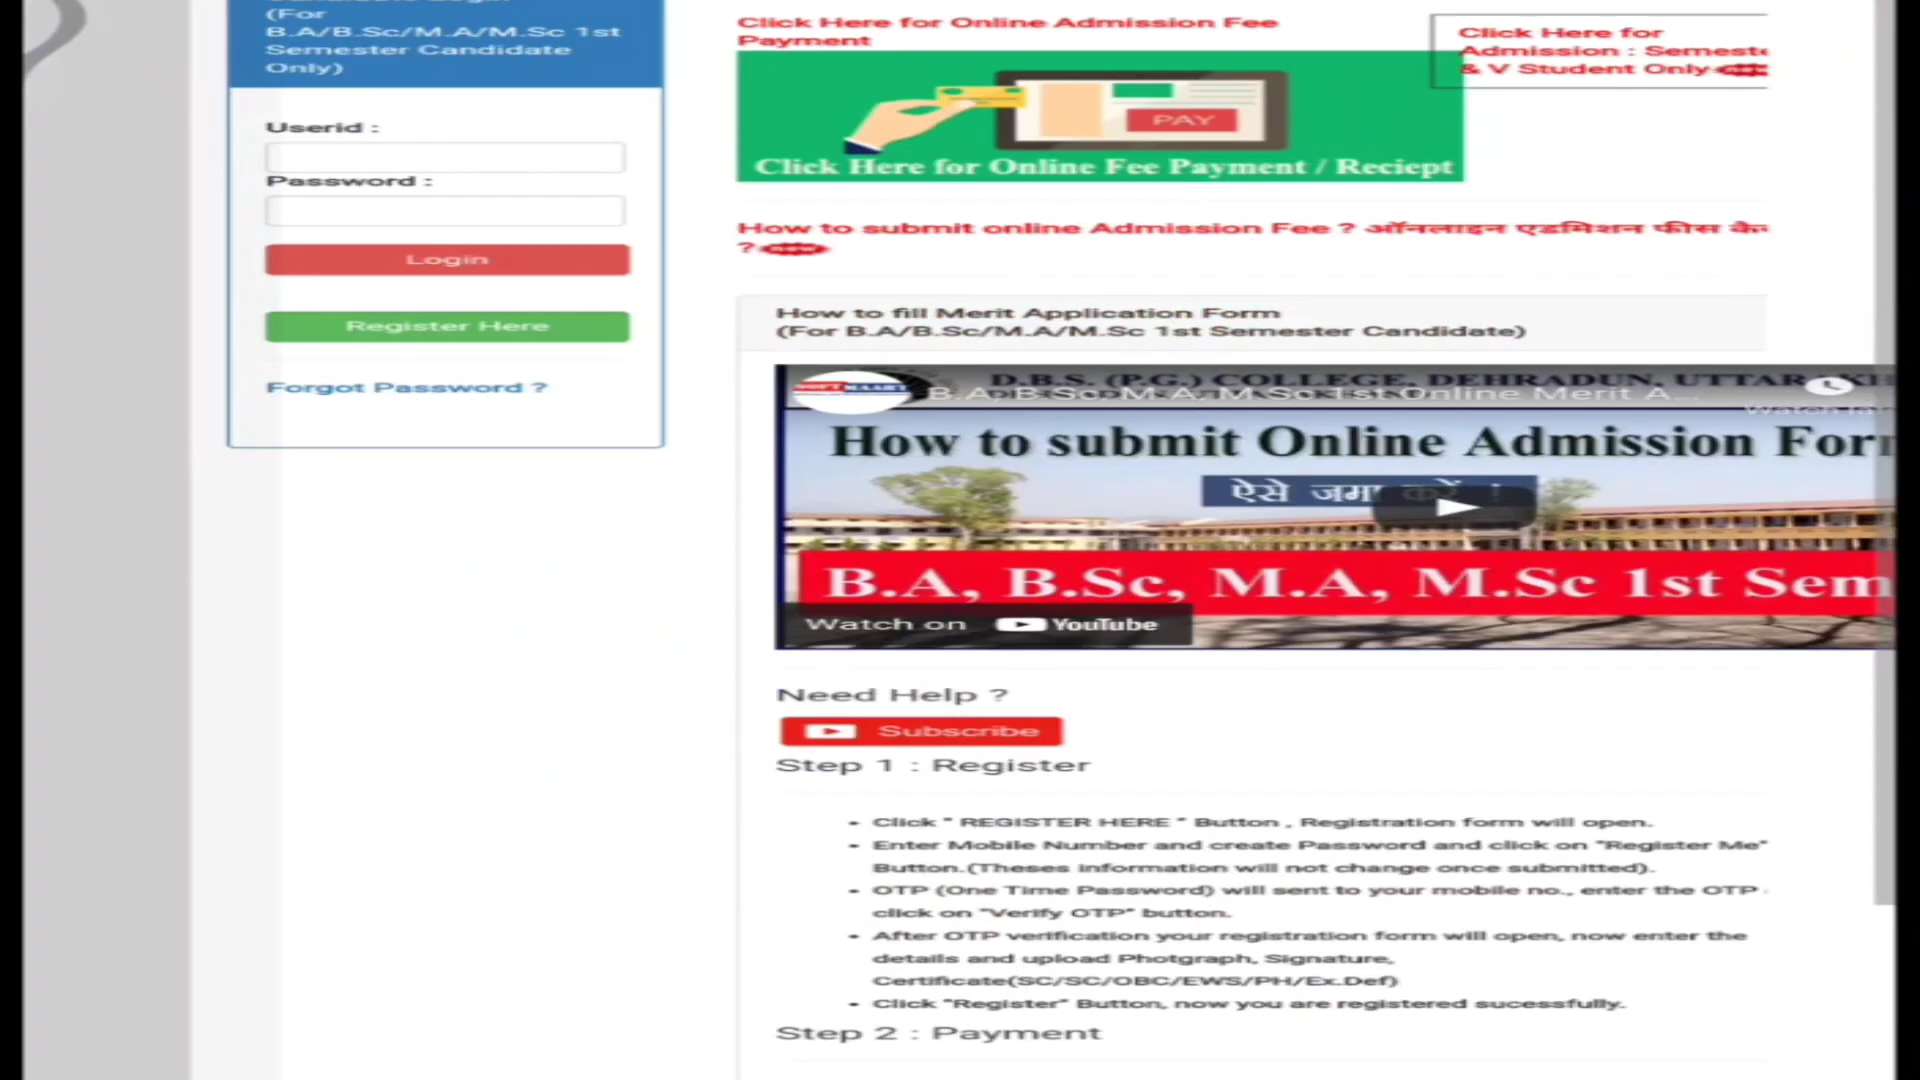 (For
B.A/B.Sc/M.A/M.Sc 1st
Semester Candidate
Only)
Userid :
Password :
Login
Register Here
Forgot Password ?
Click Here for Online Admission Fee
Payment
PAY
Click Here for Online Fee Payment / Reciept
Click Here for
Admission : Semest
& V Student Only
How to submit online Admission Fee ? ऑनलाइन एडमिशन फीस
?
How to fill Merit Application Form
(For B.A/B.Sc/M.A/M.Sc 1st Semester Candidate)
D.B.S. (P.G.) COLLEGE, DEHRADUN, UTTAR
B.A, B.Sc, M.A, M.Sc 1st Online Merit A...
Watch
How to submit Online Admission For
ऐसे जमा करें !
B.A, B.Sc, M.A, M.Sc 1st Sem
Watch on YouTube
Need Help ?
Subscribe
Step 1 : Register
• Click " REGISTER HERE " Button , Registration form will open.
• Enter Mobile Number and create Password and click on "Register Me"
Button.(Theses information will not change once submitted).
• OTP (One Time Password) will sent to your mobile no., enter the OTP
click on "Verify OTP" button.
• After OTP verification your registration form will open, now enter the
details and upload Photgraph, Signature,
Certificate(SC/SC/OBC/EWS/PH/Ex.Def)
• Click "Register" Button, now you are registered sucessfully.
Step 2 : Payment